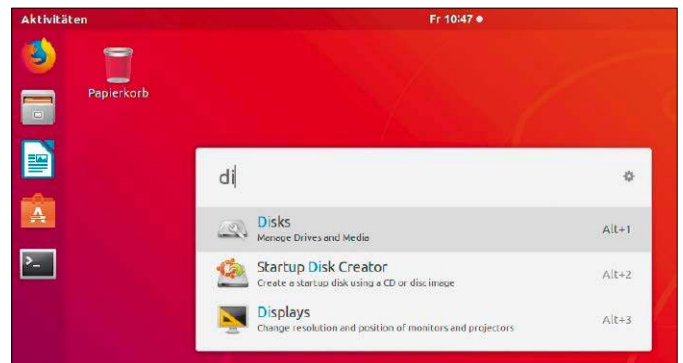 Aktivitäten
Fr 10:47
Papierkorb
di
Disks
Manage Drives and Media
Alt+1
Startup Disk Creator
Create a startup disk using a CD or disc image
Alt+2
Displays
Change resolution and position of monitors and projectors
Alt+3